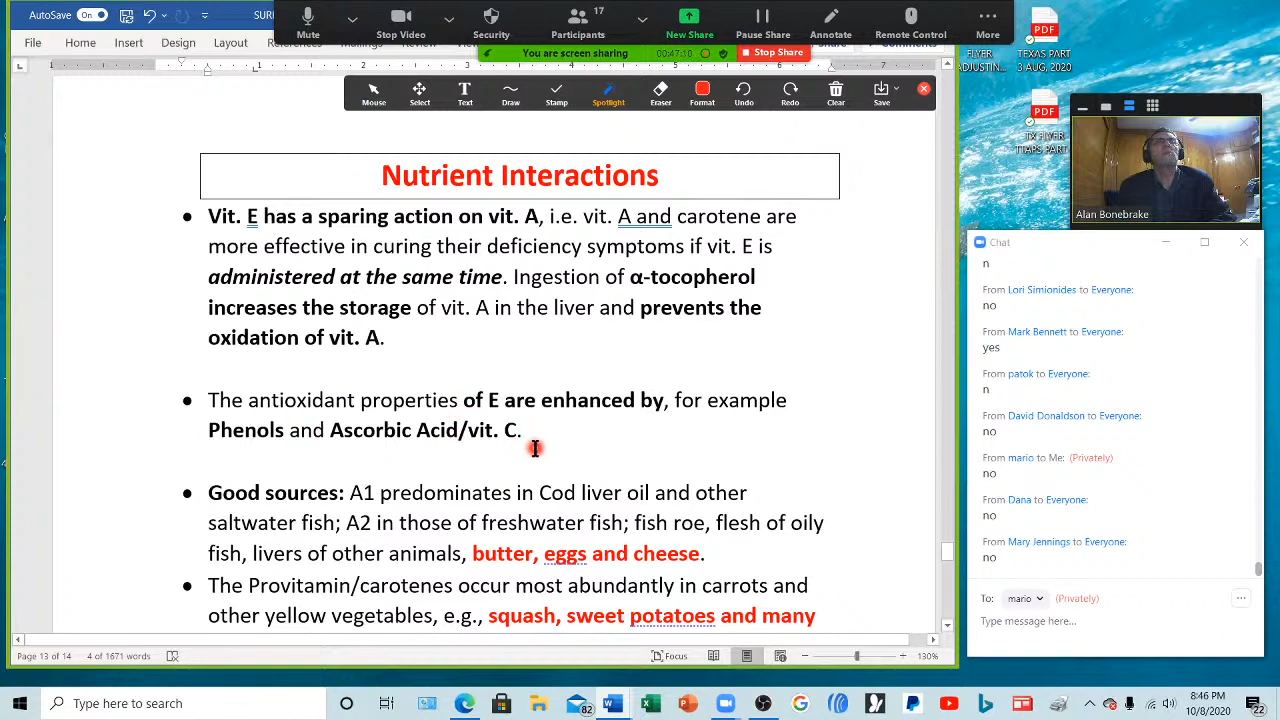 AutoSave On SUR
17
Mute Stop Video Security Participants New Share Pause Share Annotate Remote Control More
File Home Insert Draw Design Layout
You are screen sharing 00:47:10 Stop Share
Mouse Select Text Draw Stamp Spotlight Eraser Format Undo Redo Clear Save
PDF
FLYER
ADJUSTIN...
PDF
TEXAS PART
3 AUG, 2020
PDF
TX FLYER
TTAPS PART
Alan Bonebrake
Nutrient Interactions
• Vit. E has a sparing action on vit. A, i.e. vit. A and carotene are
more effective in curing their deficiency symptoms if vit. E is
administered at the same time. Ingestion of α-tocopherol
increases the storage of vit. A in the liver and prevents the
oxidation of vit. A.
• The antioxidant properties of E are enhanced by, for example
Phenols and Ascorbic Acid/vit. C.
• Good sources: A1 predominates in Cod liver oil and other
saltwater fish; A2 in those of freshwater fish; fish roe, flesh of oily
fish, livers of other animals, butter, eggs and cheese.
• The Provitamin/carotenes occur most abundantly in carrots and
other yellow vegetables, e.g., squash, sweet potatoes and many
Chat
n
From Lori Simionides to Everyone:
no
From Mark Bennett to Everyone:
yes
From patok to Everyone:
n
From David Donaldson to Everyone:
no
From mario to Me: (Privately)
no
From Dana to Everyone:
no
From Mary Jennings to Everyone:
no
To: mario (Privately)
Type message here...
Page 13 of 14 4 of 1671 words Focus 130%
Type here to search
82
8:46 PM
10/8/2020
22